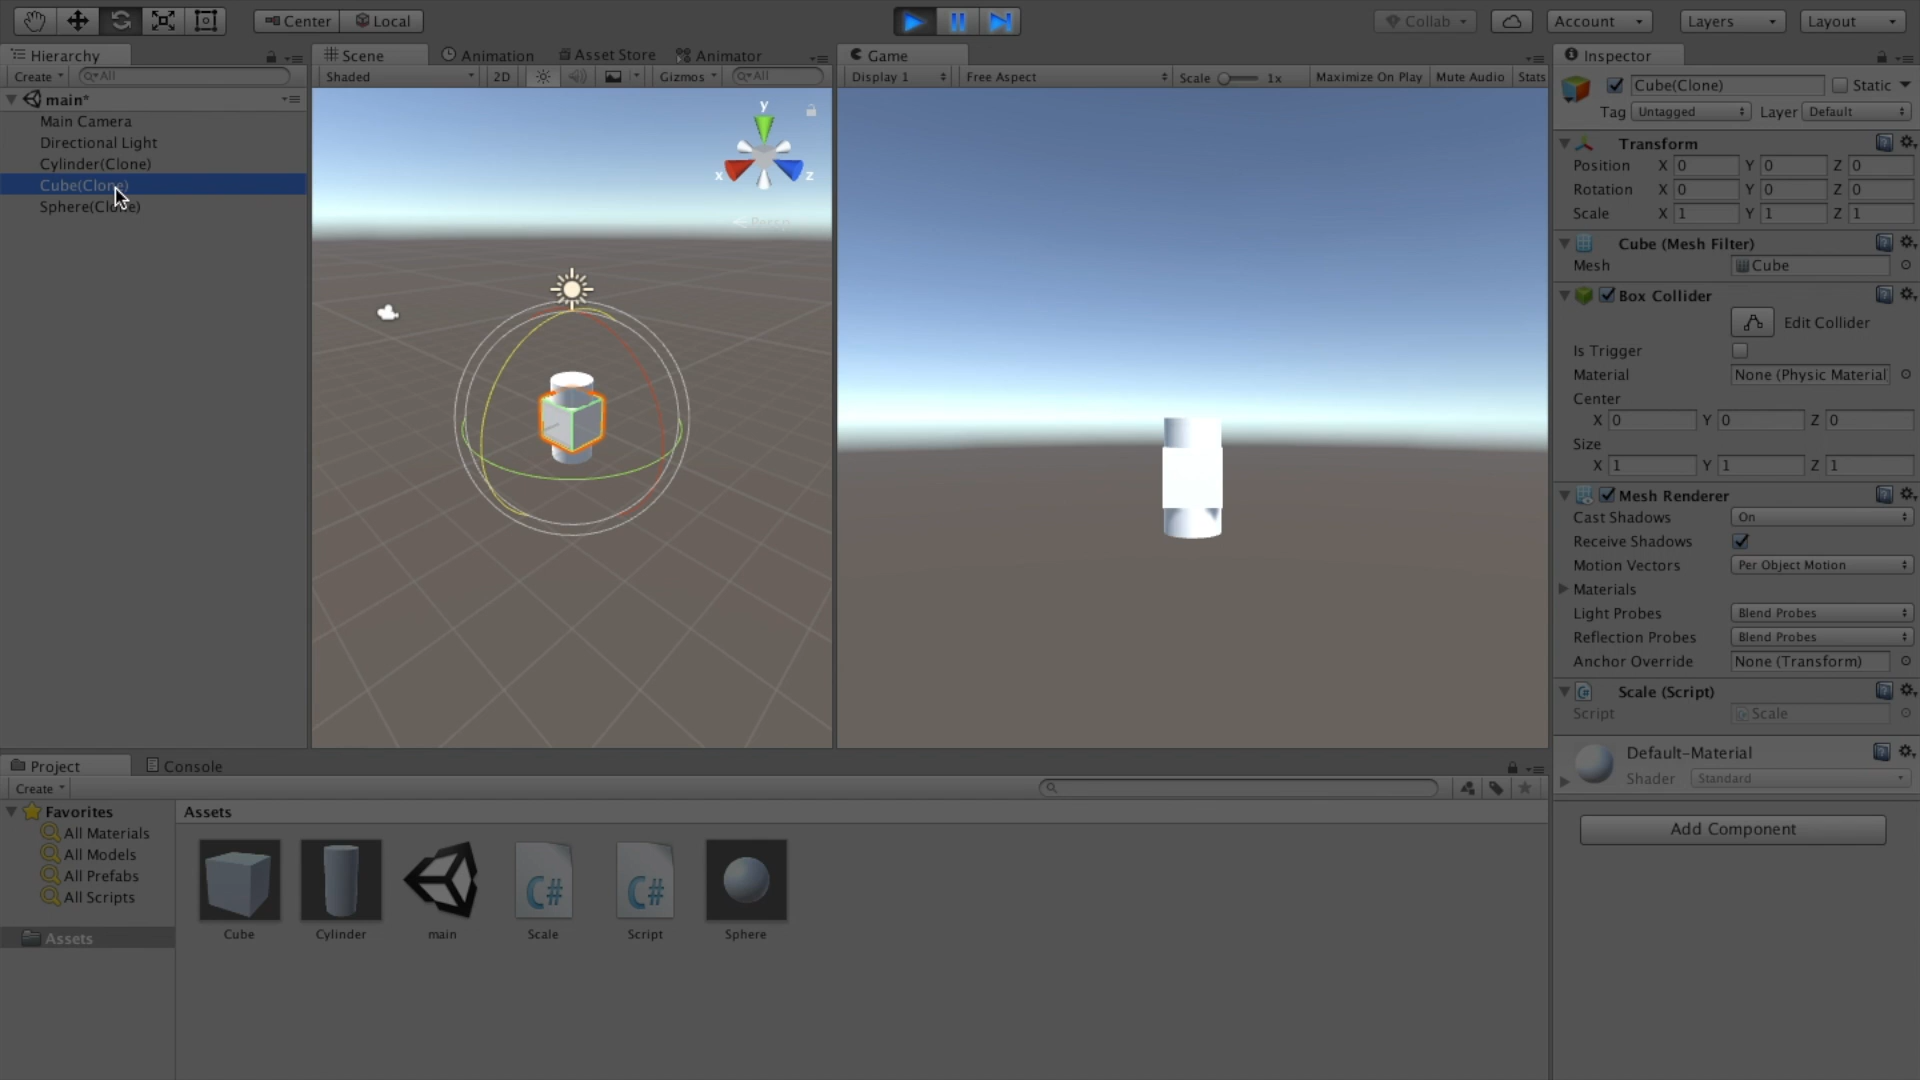 Center Local Collab Account Layers Layout
Hierarchy
Create All
main*
Main Camera
Directional Light
Cylinder(Clone)
Cube(Clone)
Sphere(Clone)
Scene Animation Asset Store Animator
Shaded 2D Gizmos All
y
x z
Persp
Game
Display 1 Free Aspect Scale 1x Maximize On Play Mute Audio Stats
Inspector
Cube(Clone) Static
Tag Untagged Layer Default
Transform
Position X 0 Y 0 Z 0
Rotation X 0 Y 0 Z 0
Scale X 1 Y 1 Z 1
Cube (Mesh Filter)
Mesh Cube
Box Collider
Edit Collider
Is Trigger
Material None (Physic Material
Center
X 0 Y 0 Z 0
Size
X 1 Y 1 Z 1
Mesh Renderer
Cast Shadows On
Receive Shadows
Motion Vectors Per Object Motion
Materials
Light Probes Blend Probes
Reflection Probes Blend Probes
Anchor Override None (Transform)
Scale (Script)
Script Scale
Default-Material
Shader Standard
Add Component
Project Console
Create
Favorites
All Materials
All Models
All Prefabs
All Scripts
Assets
Assets
C# C#
Cube Cylinder main Scale Script Sphere